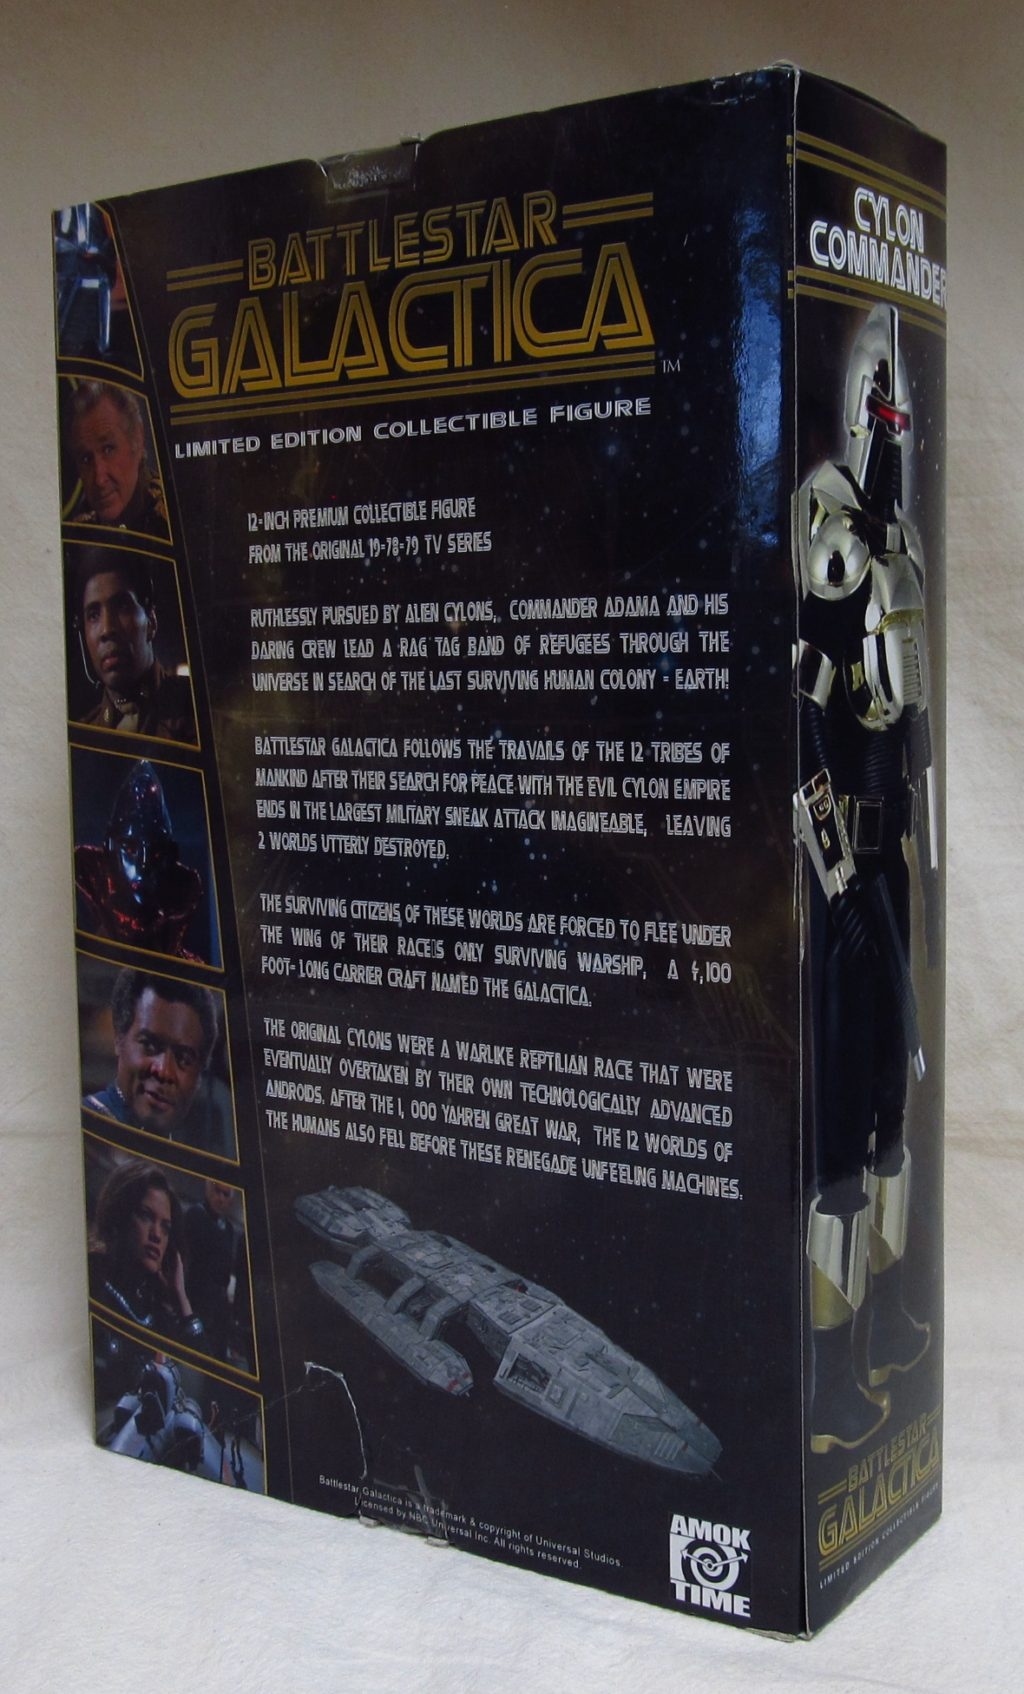 BATTLESTAR
GALACTICA
TM
LIMITED EDITION COLLECTIBLE FIGURE
12-INCH PREMIUM COLLECTIBLE FIGURE
FROM THE ORIGINAL 19-78-79 TV SERIES
RUTHLESSLY PURSUED BY ALIEN CYLONS, COMMANDER ADAMA AND HIS
DARING CREW LEAD A RAG TAG BAND OF REFUGEES THROUGH THE
UNIVERSE IN SEARCH OF THE LAST SURVIVING HUMAN COLONY - EARTH!
BATTLESTAR GALACTICA FOLLOWS THE TRAVAILS OF THE 12 TRIBES OF
MANKIND AFTER THEIR SEARCH FOR PEACE WITH THE EVIL CYLON EMPIRE
ENDS IN THE LARGEST MILITARY SNEAK ATTACK IMAGINEABLE, LEAVING
2 WORLDS UTTERLY DESTROYED.
THE SURVIVING CITIZENS OF THESE WORLDS ARE FORCED TO FLEE UNDER
THE WING OF THEIR RACE'S ONLY SURVIVING WARSHIP, A 4,100
FOOT- LONG CARRIER CRAFT NAMED THE GALACTICA.
THE ORIGINAL CYLONS WERE A WARLIKE REPTILIAN RACE THAT WERE
EVENTUALLY OVERTAKEN BY THEIR OWN TECHNOLOGICALLY ADVANCED
ANDROIDS. AFTER THE 1, 000 YAHREN GREAT WAR, THE 12 WORLDS OF
THE HUMANS ALSO FELL BEFORE THESE RENEGADE UNFEELING MACHINES.
Battlestar Galactica is a trademark & copyright of Universal Studios.
Licensed by NBC Universal Inc. All rights reserved.
AMOK
TIME
CYLON
COMMANDER
BATTLESTAR
GALACTICA
LIMITED EDITION COLLECTIBLE FIGURE